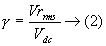 γ = Vr_rms / V_dc → (2)